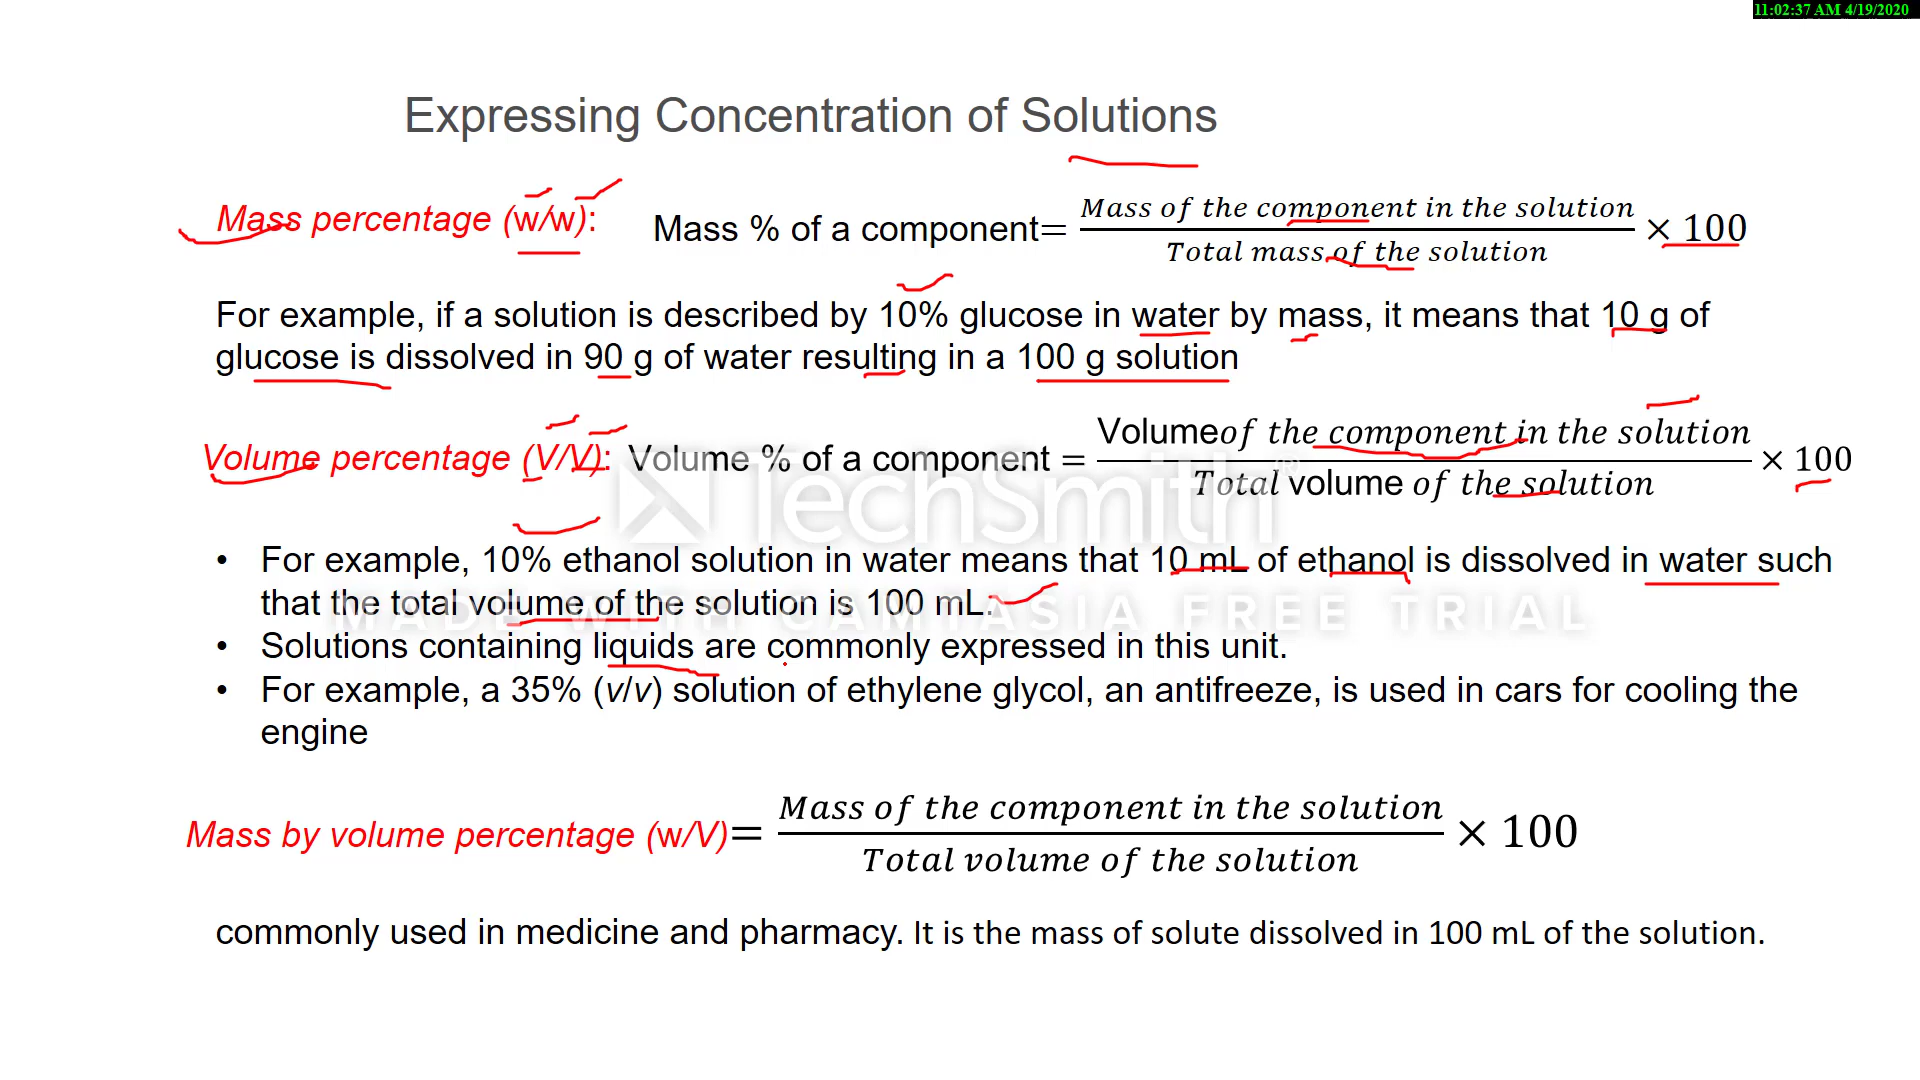 11:02:37 AM 4/19/2020
Expressing Concentration of Solutions
Mass percentage (w/w): Mass % of a component= Mass of the component in the solution / Total mass of the solution × 100
For example, if a solution is described by 10% glucose in water by mass, it means that 10 g of
glucose is dissolved in 90 g of water resulting in a 100 g solution
Volume percentage (V/V): Volume % of a component = Volumeof the component in the solution / Total volume of the solution × 100
TechSmith®
• For example, 10% ethanol solution in water means that 10 mL of ethanol is dissolved in water such
that the total volume of the solution is 100 mL.
MADE WITH CAMTASIA FREE TRIAL
• Solutions containing liquids are commonly expressed in this unit.
• For example, a 35% (v/v) solution of ethylene glycol, an antifreeze, is used in cars for cooling the
engine
Mass by volume percentage (w/V)= Mass of the component in the solution / Total volume of the solution × 100
commonly used in medicine and pharmacy. It is the mass of solute dissolved in 100 mL of the solution.